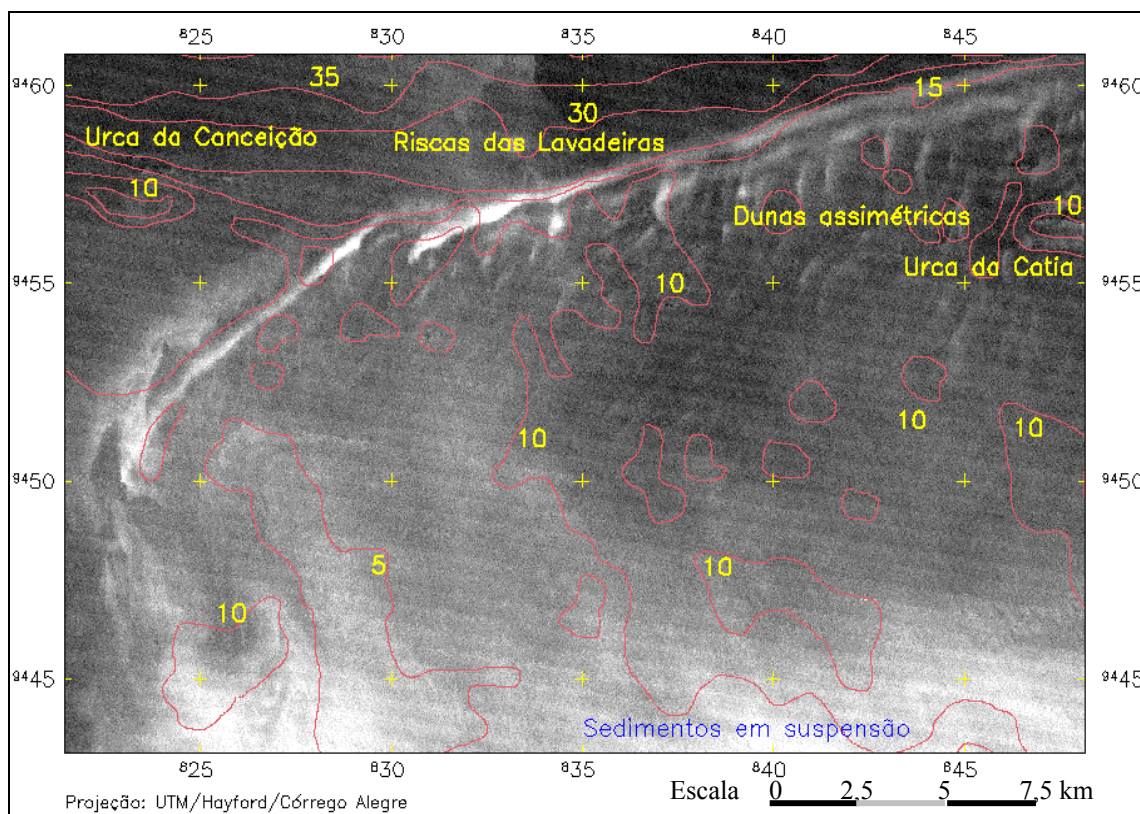 ⁸25 ⁸30 ⁸35 ⁸40 ⁸45
35
15
9⁴60 9⁴60
30
Urca da Conceição Riscas das Lavadeiras
10
Dunas assimétricas 10
Urca da Catia
9⁴55 10 9⁴55
10 10 10
9⁴50 9⁴50
5 10
10
9⁴45 9⁴45
Sedimentos em suspensão
⁸25 ⁸30 ⁸35 ⁸40 ⁸45
Projeção: UTM/Hayford/Córrego Alegre
Escala 0 2,5 5 7,5 km